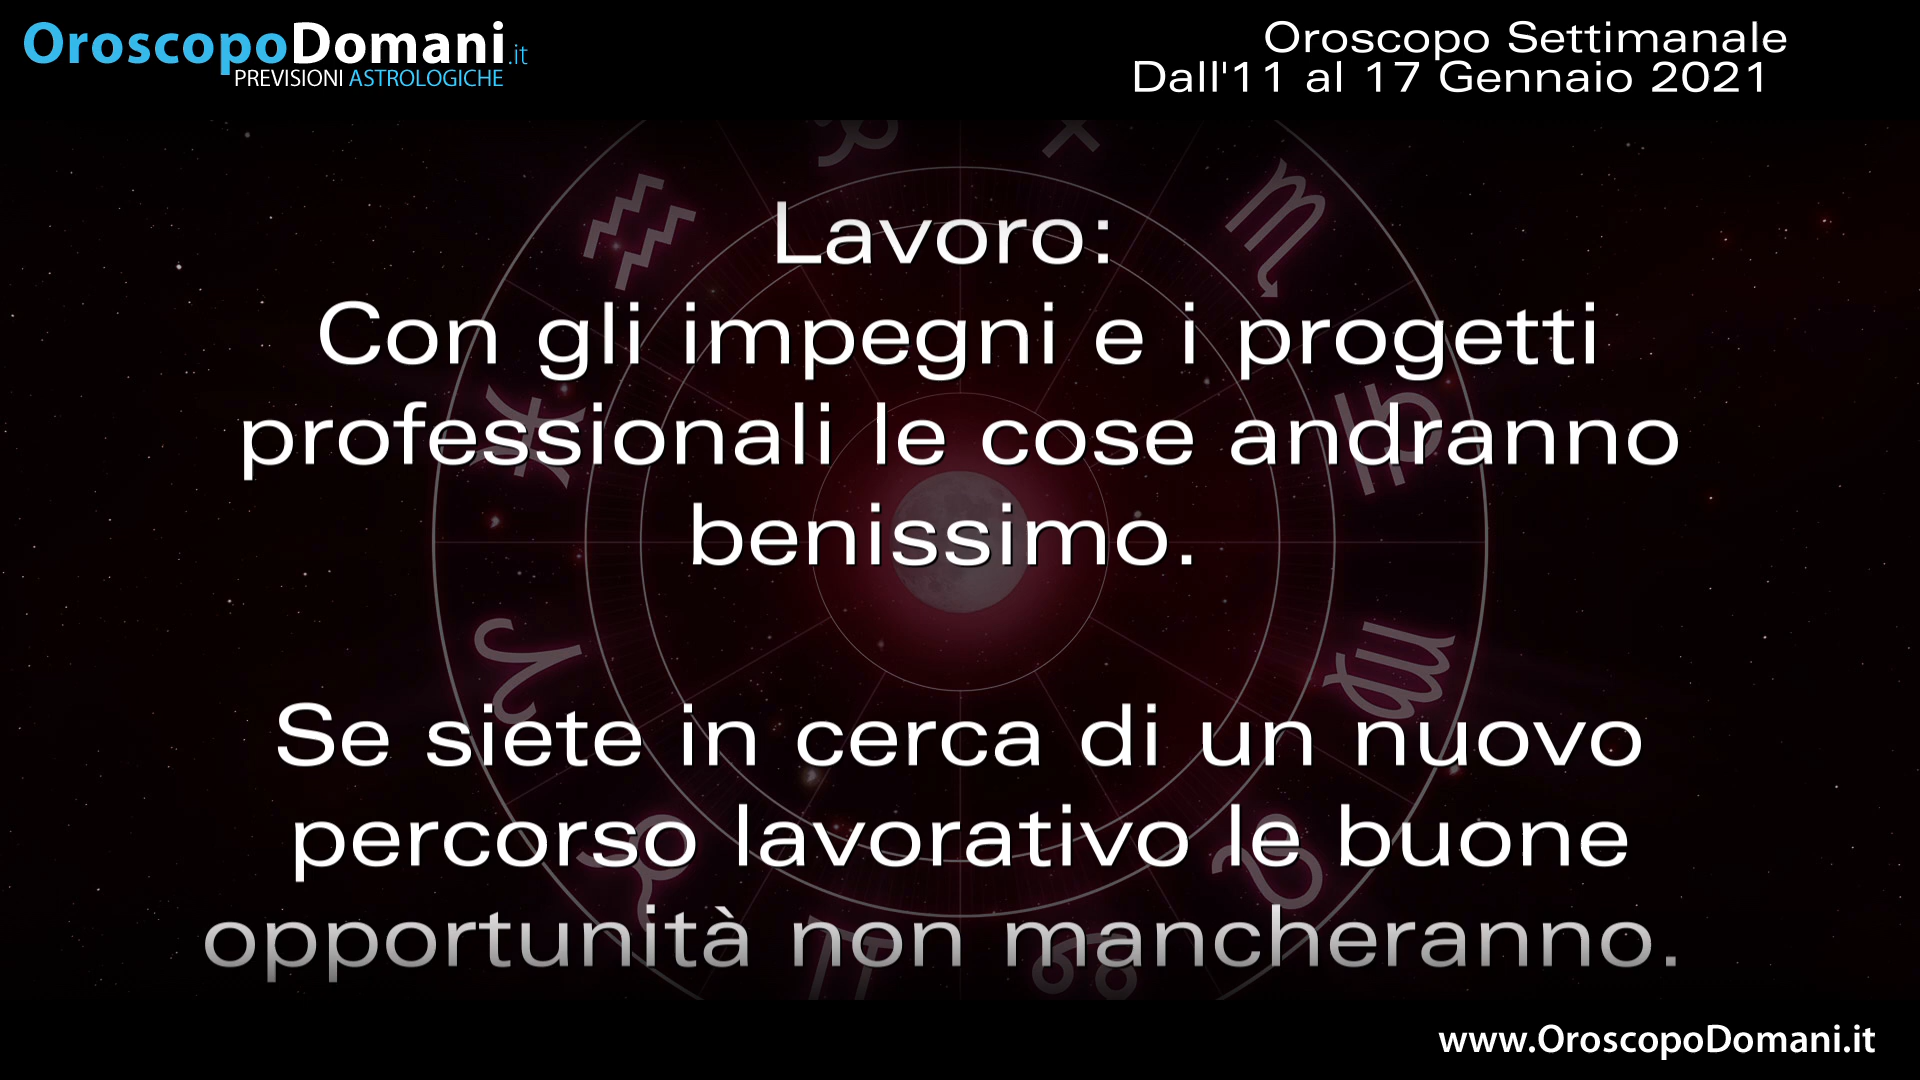 OroscopoDomani.it
PREVISIONI ASTROLOGICHE
Oroscopo Settimanale
Dall'11 al 17 Gennaio 2021
Lavoro:
Con gli impegni e i progetti
professionali le cose andranno
benissimo.
Se siete in cerca di un nuovo
percorso lavorativo le buone
opportunità non mancheranno.
www.OroscopoDomani.it